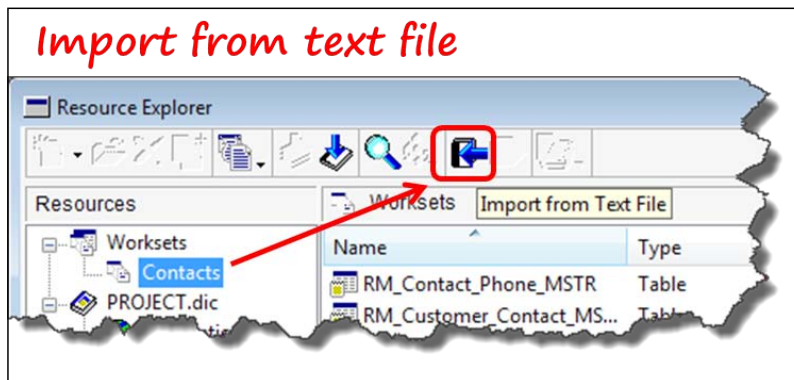 Import from text file
Resource Explorer
Resources
Worksets
Import from Text File
Worksets
Name
Type
Contacts
RM_Contact_Phone_MSTR
Table
PROJECT.dic
RM_Customer_Contact_MS...